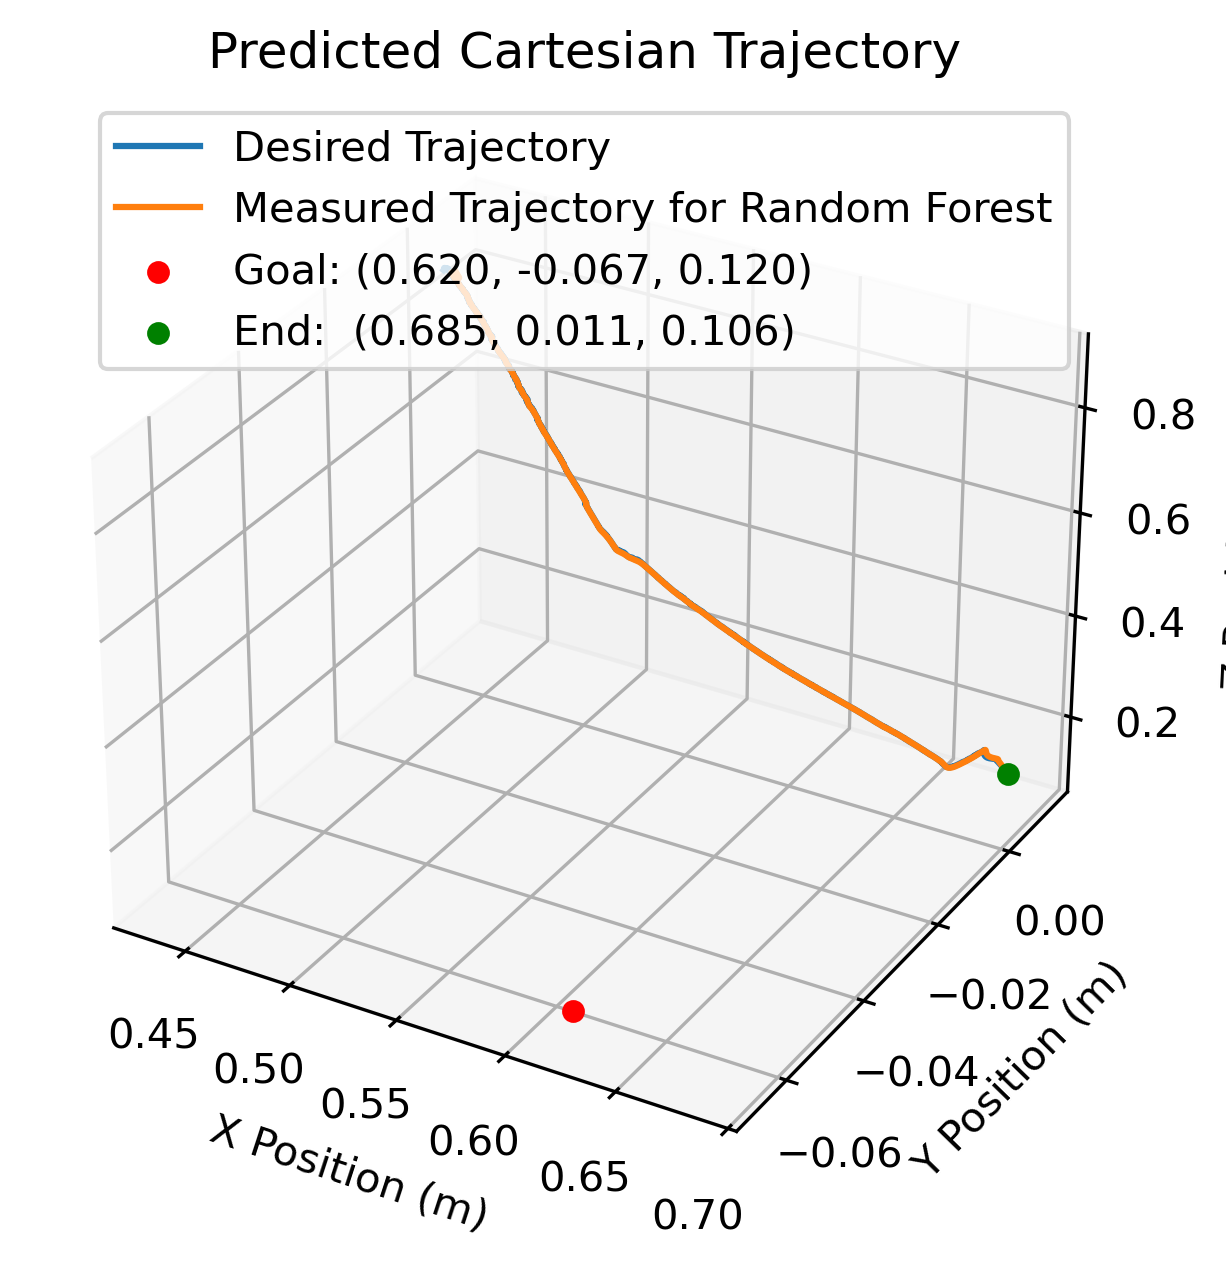 Predicted Cartesian Trajectory
Desired Trajectory
Measured Trajectory for Random Forest
Goal: (0.620, -0.067, 0.120)
End: (0.685, 0.011, 0.106)
0.8
0.6
0.4
0.2
0.00
−0.02
−0.04
−0.06
Y Position (m)
0.45
0.50
0.55
0.60
0.65
0.70
X Position (m)